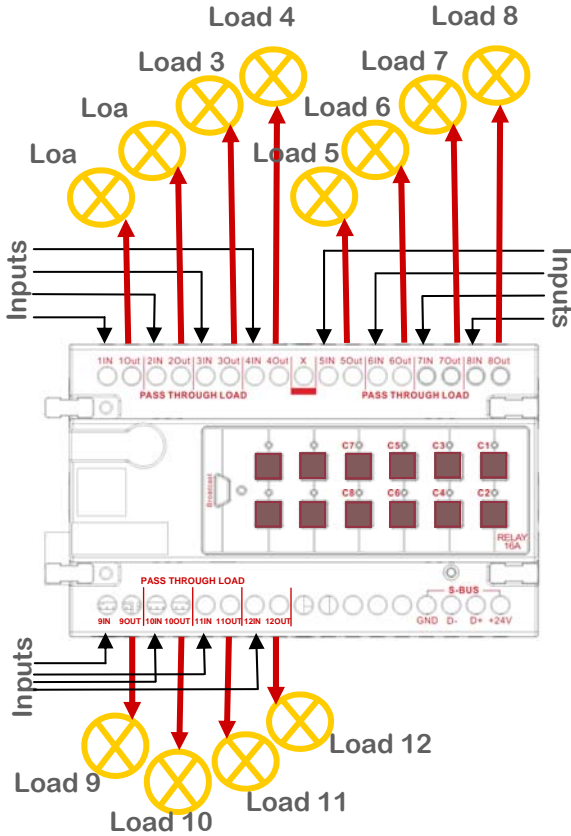 Load 4
Load 8
Load 3
Load 7
Loa
Load 6
Loa
Load 5
Inputs
Inputs
1IN 1Out 2IN 2Out 3IN 3Out 4IN 4Out X 5IN 5Out 6IN 6Out 7IN 7Out 8IN 8Out
PASS THROUGH LOAD PASS THROUGH LOAD
C7 C5 C3 C1
Broadcast
C8 C6 C4 C2
RELAY
16A
PASS THROUGH LOAD
S-BUS
9IN 9OUT 10IN 10OUT 11IN 11OUT 12IN 12OUT GND D- D+ +24V
Inputs
Load 12
Load 9
Load 11
Load 10